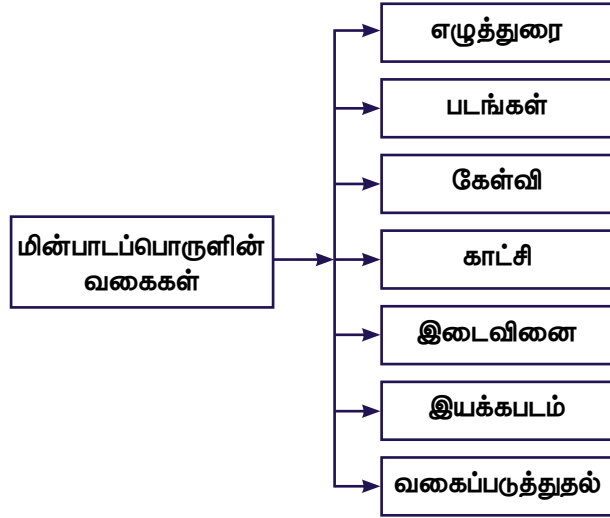 எழுத்துரை
படங்கள்
கேள்வி
மின்பாடப்பொருளின்
வகைகள்
காட்சி
இடைவினை
இயக்கபடம்
வகைப்படுத்துதல்